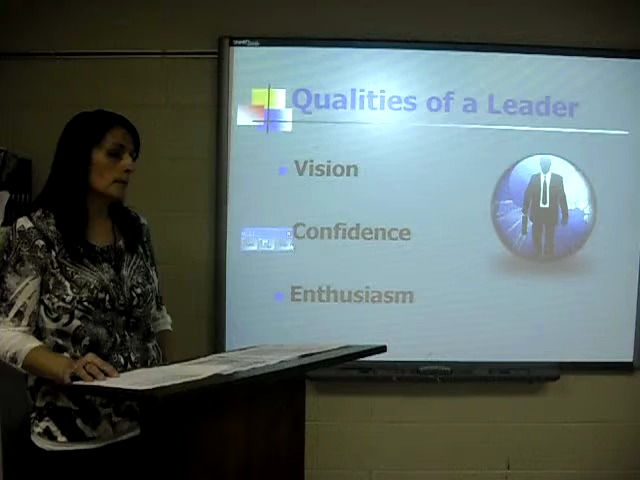 Qualities of a Leader
Vision
Confidence
Enthusiasm